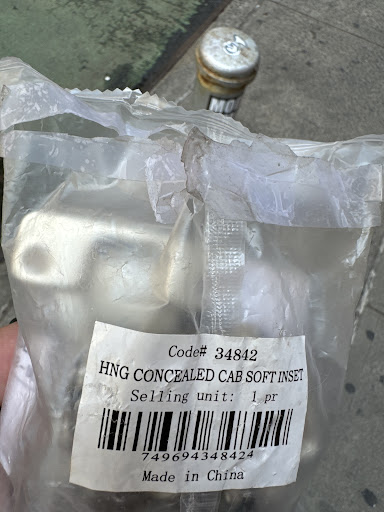 Code# 34842
HNG CONCEALED CAB SOFT INSET
Selling unit: 1 pr
749694348424
Made in China